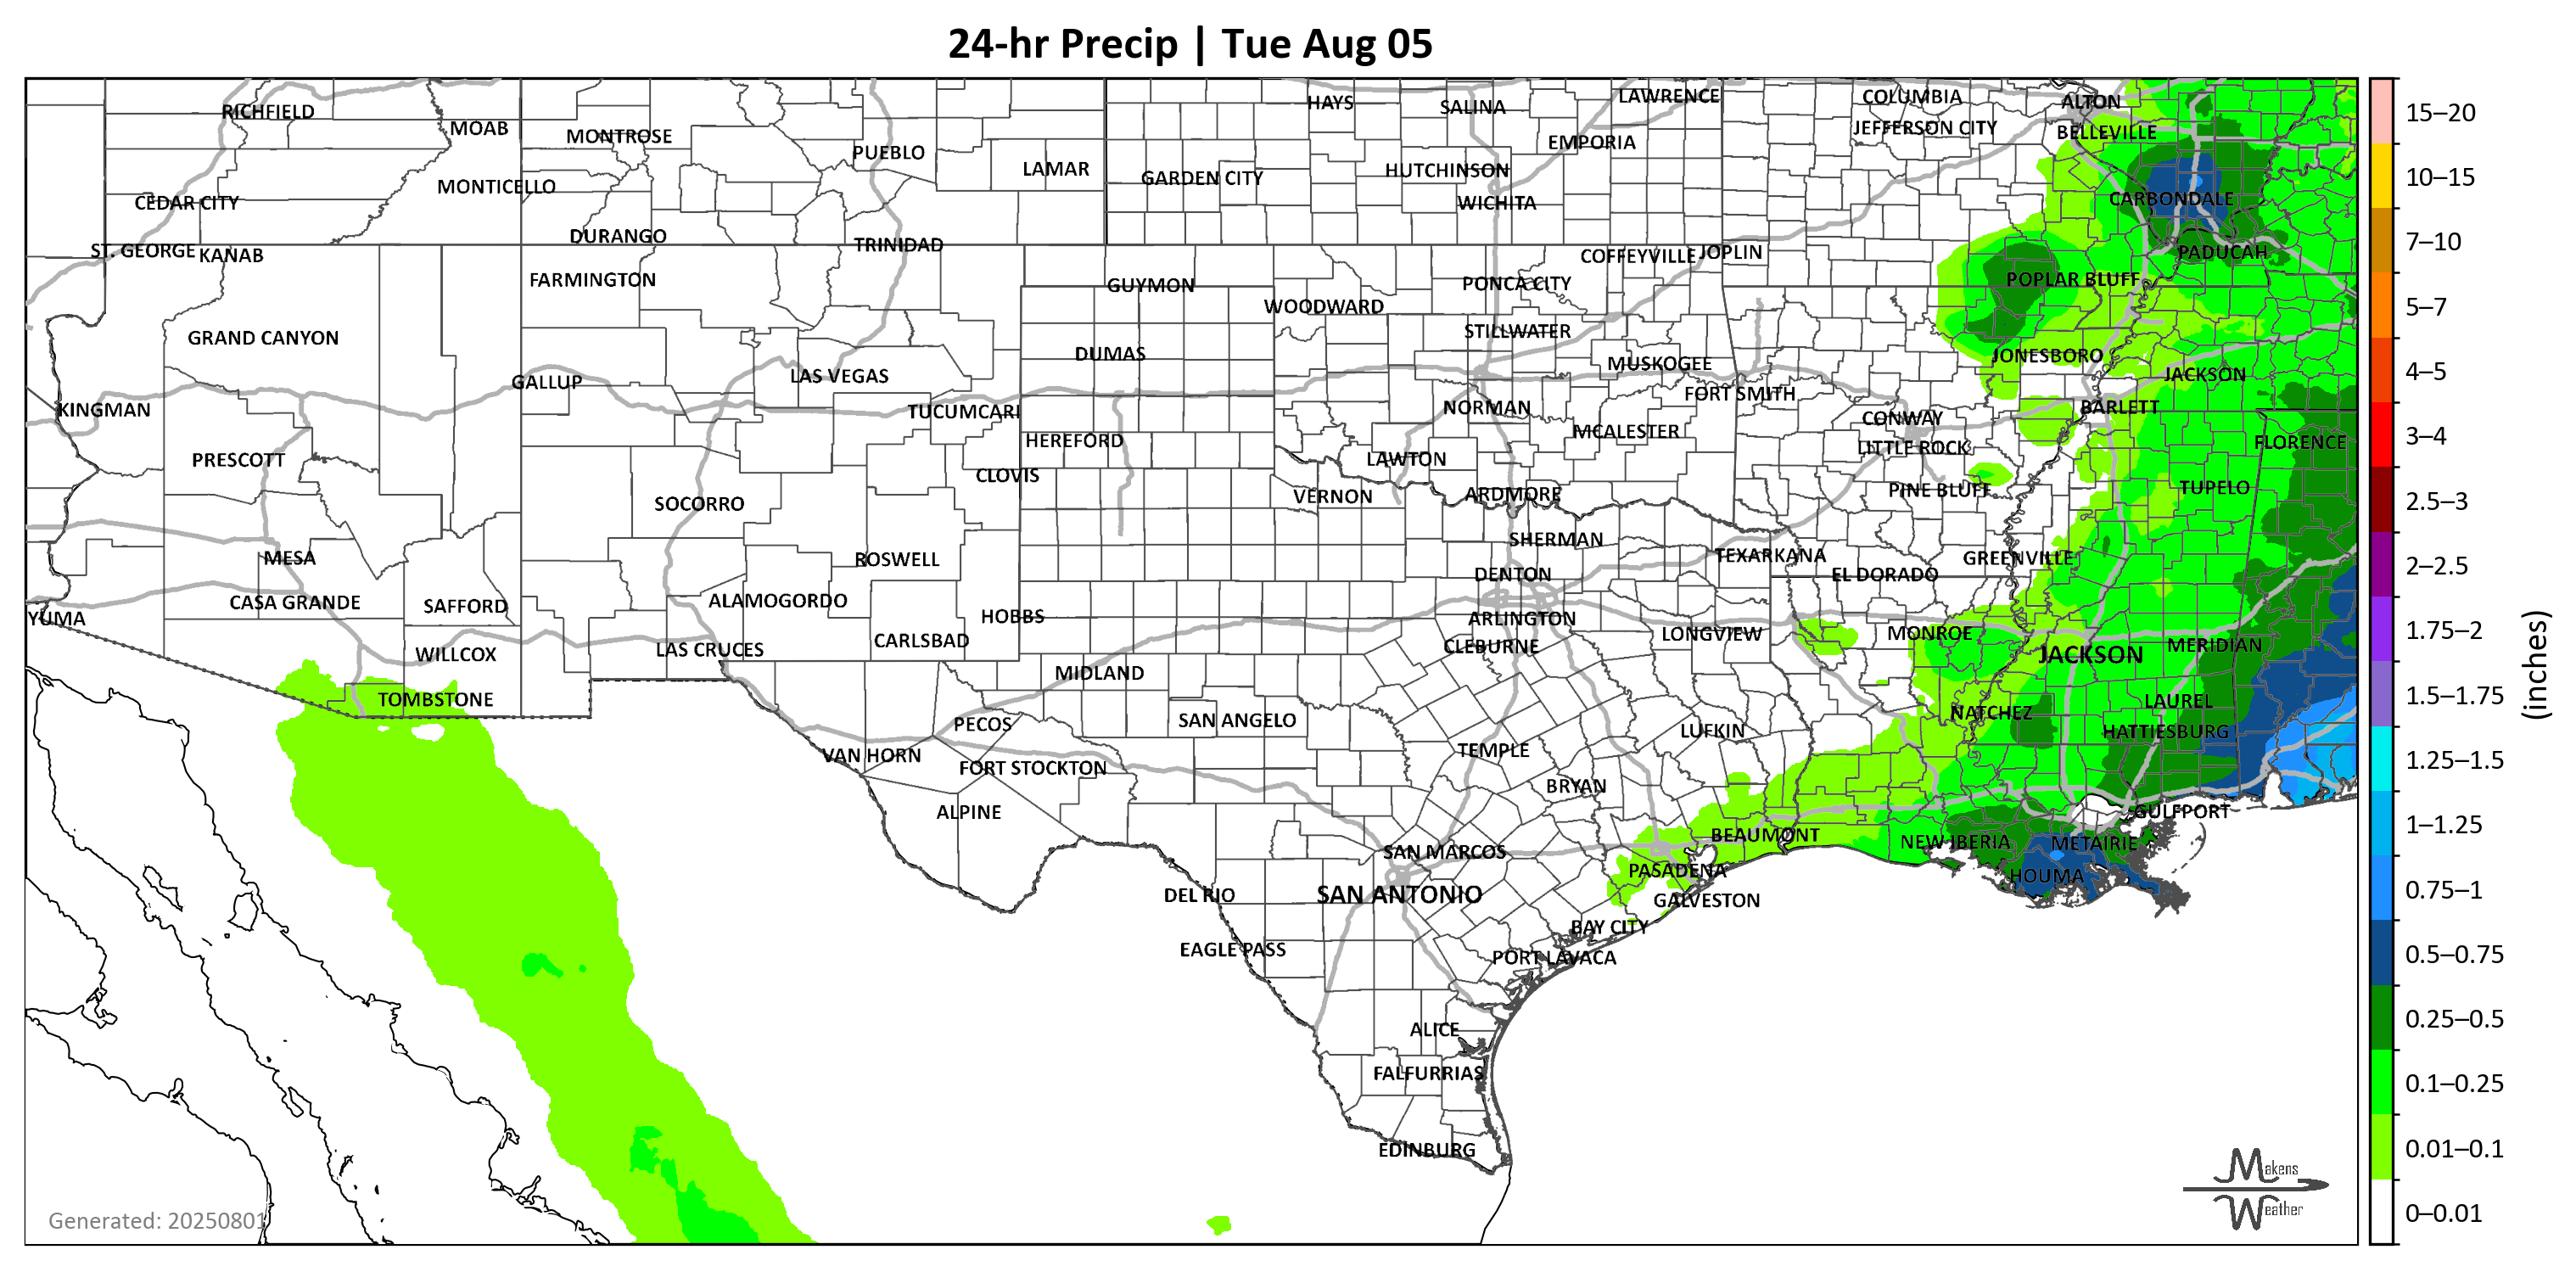 24-hr Precip | Tue Aug 05
RICHFIELD
MOAB
MONTROSE
PUEBLO
LAMAR
HAYS
SALINA
LAWRENCE
EMPORIA
COLUMBIA
JEFFERSON CITY
ALTON
BELLEVILLE
CEDAR CITY
MONTICELLO
GARDEN CITY
HUTCHINSON
WICHITA
CARBONDALE
ST. GEORGE
KANAB
DURANGO
TRINIDAD
COFFEYVILLE
JOPLIN
PADUCAH
FARMINGTON
GUYMON
WOODWARD
PONCA CITY
POPLAR BLUFF
GRAND CANYON
DUMAS
STILLWATER
MUSKOGEE
JONESBORO
GALLUP
LAS VEGAS
JACKSON
KINGMAN
TUCUMCARI
NORMAN
FORT SMITH
CONWAY
BARLETT
PRESCOTT
HEREFORD
LAWTON
MCALESTER
LITTLE ROCK
FLORENCE
SOCORRO
CLOVIS
VERNON
ARDMORE
PINE BLUFF
TUPELO
MESA
ROSWELL
SHERMAN
DENTON
TEXARKANA
EL DORADO
GREENVILLE
YUMA
CASA GRANDE
SAFFORD
ALAMOGORDO
HOBBS
ARLINGTON
CLEBURNE
LONGVIEW
MONROE
JACKSON
MERIDIAN
WILLCOX
LAS CRUCES
CARLSBAD
MIDLAND
TOMBSTONE
PECOS
SAN ANGELO
TEMPLE
LUFKIN
NATCHEZ
LAUREL
HATTIESBURG
VAN HORN
FORT STOCKTON
BRYAN
ALPINE
BEAUMONT
NEW IBERIA
METAIRIE
GULFPORT
SAN MARCOS
PASADENA
HOUMA
DEL RIO
SAN ANTONIO
GALVESTON
BAY CITY
EAGLE PASS
PORT LAVACA
ALICE
FALFURRIAS
EDINBURG
Generated: 20250801
Makens
Weather
15–20
10–15
7–10
5–7
4–5
3–4
2.5–3
2–2.5
1.75–2
1.5–1.75
1.25–1.5
1–1.25
0.75–1
0.5–0.75
0.25–0.5
0.1–0.25
0.01–0.1
0–0.01
(inches)